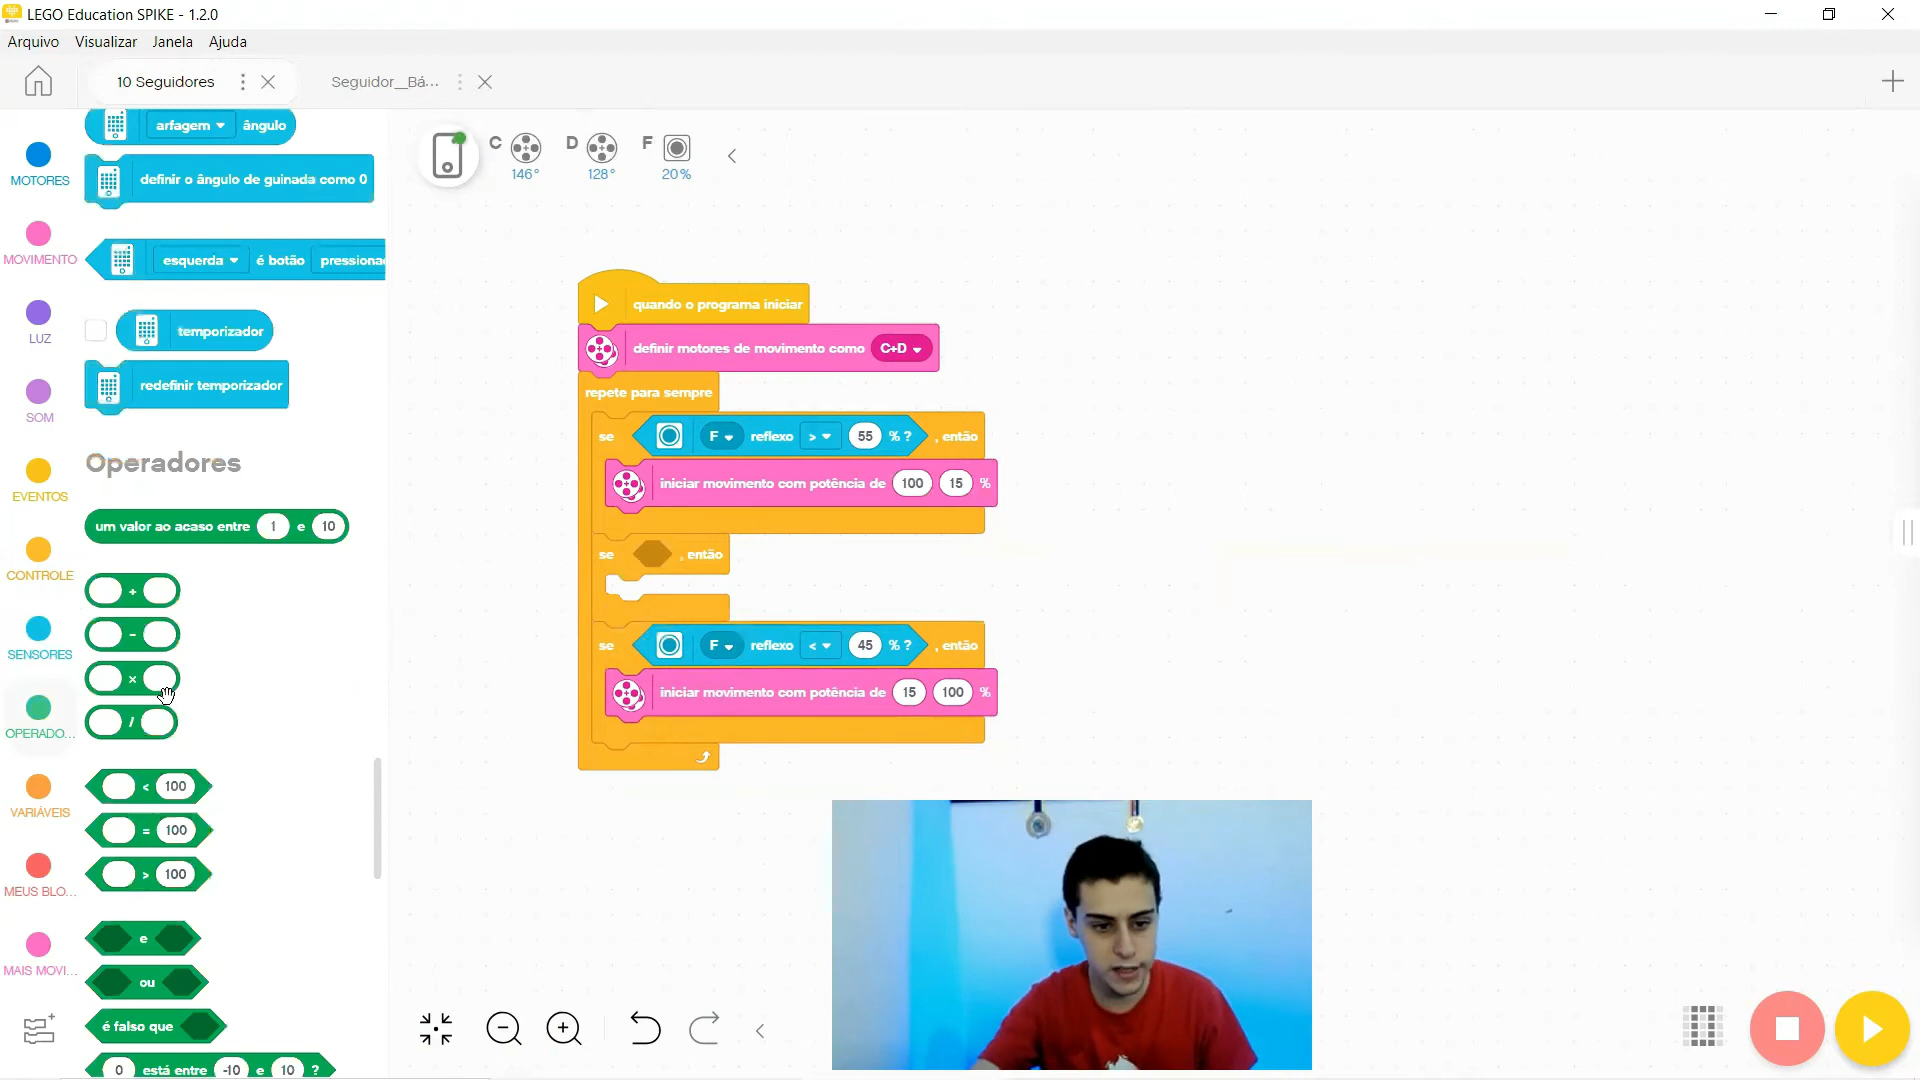 LEGO Education SPIKE - 1.2.0
Arquivo Visualizar Janela Ajuda
10 Seguidores
Seguidor__Bá...
MOTORES
MOVIMENTO
LUZ
SOM
EVENTOS
CONTROLE
SENSORES
OPERADO...
VARIÁVEIS
MEUS BLO...
MAIS MOVI...
arfagem ângulo
definir o ângulo de guinada como 0
esquerda é botão pressiona
temporizador
redefinir temporizador
Operadores
um valor ao acaso entre 1 e 10
+
-
×
/
< 100
= 100
> 100
e
ou
é falso que
0 está entre -10 e 10 ?
C 146°
D 128°
F 20%
quando o programa iniciar
definir motores de movimento como C+D
repete para sempre
se F reflexo > 55 % ? , então
iniciar movimento com potência de 100 15 %
se , então
se F reflexo < 45 % ? , então
iniciar movimento com potência de 15 100 %